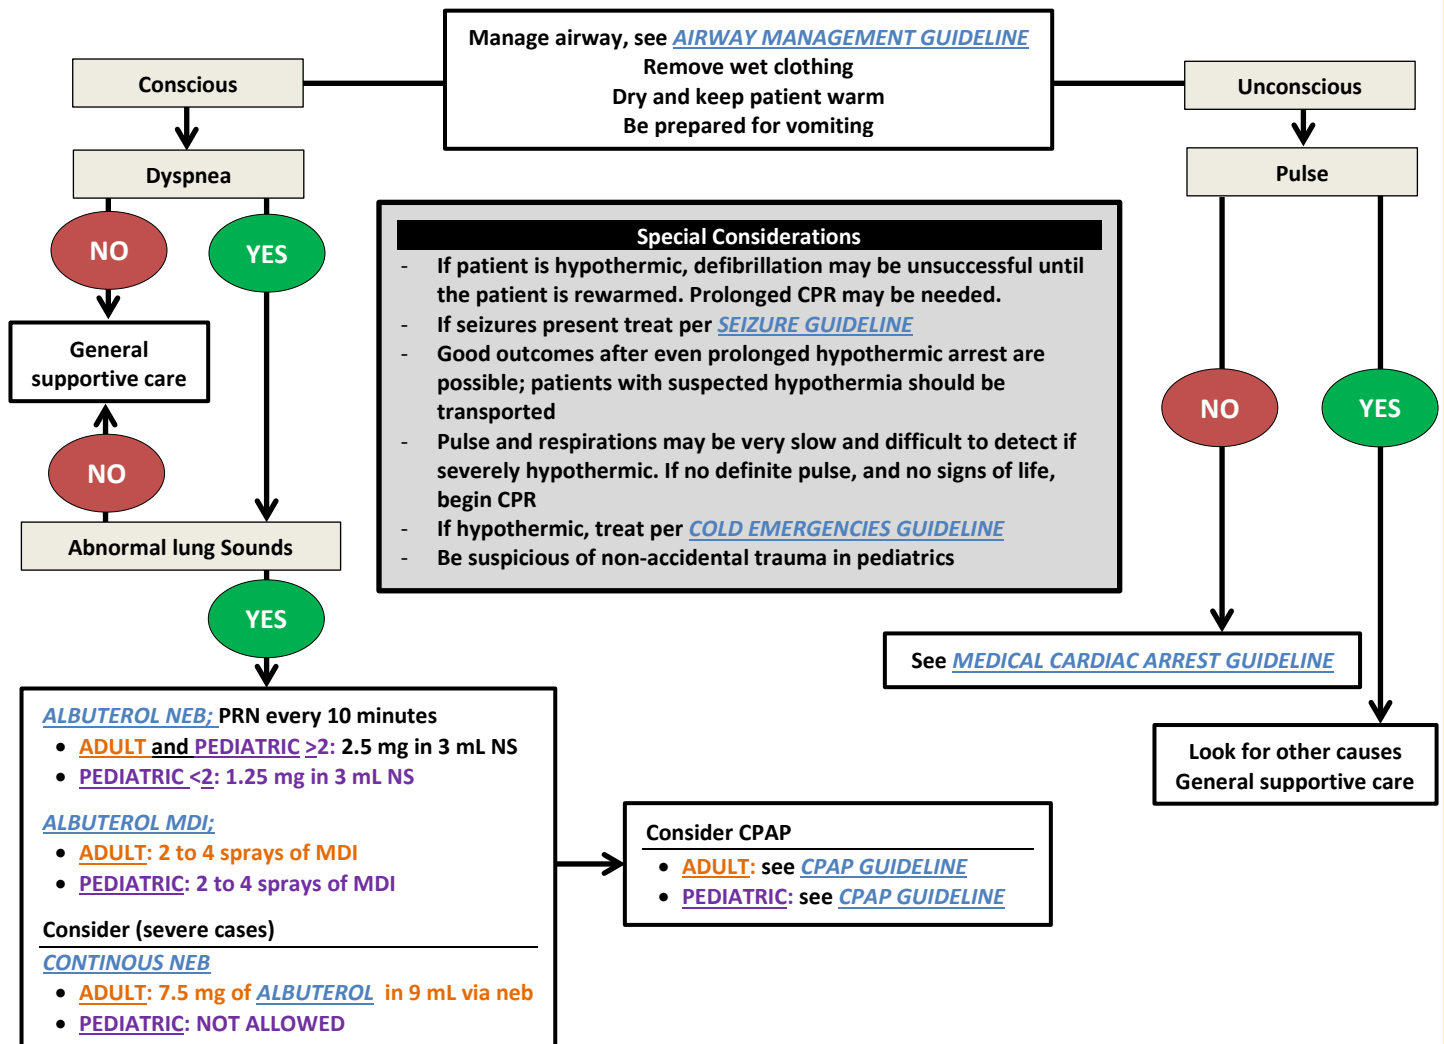 Manage airway, see AIRWAY MANAGEMENT GUIDELINE
Remove wet clothing
Dry and keep patient warm
Be prepared for vomiting
Conscious
Unconscious
Dyspnea
Pulse
NO
YES
General
supportive care
NO
Abnormal lung Sounds
YES
Special Considerations
- If patient is hypothermic, defibrillation may be unsuccessful until
the patient is rewarmed. Prolonged CPR may be needed.
- If seizures present treat per SEIZURE GUIDELINE
- Good outcomes after even prolonged hypothermic arrest are
possible; patients with suspected hypothermia should be
transported
- Pulse and respirations may be very slow and difficult to detect if
severely hypothermic. If no definite pulse, and no signs of life,
begin CPR
- If hypothermic, treat per COLD EMERGENCIES GUIDELINE
- Be suspicious of non-accidental trauma in pediatrics
NO
YES
See MEDICAL CARDIAC ARREST GUIDELINE
Look for other causes
General supportive care
ALBUTEROL NEB; PRN every 10 minutes
• ADULT and PEDIATRIC >2: 2.5 mg in 3 mL NS
• PEDIATRIC <2: 1.25 mg in 3 mL NS
ALBUTEROL MDI;
• ADULT: 2 to 4 sprays of MDI
• PEDIATRIC: 2 to 4 sprays of MDI
Consider (severe cases)
CONTINOUS NEB
• ADULT: 7.5 mg of ALBUTEROL in 9 mL via neb
• PEDIATRIC: NOT ALLOWED
Consider CPAP
• ADULT: see CPAP GUIDELINE
• PEDIATRIC: see CPAP GUIDELINE